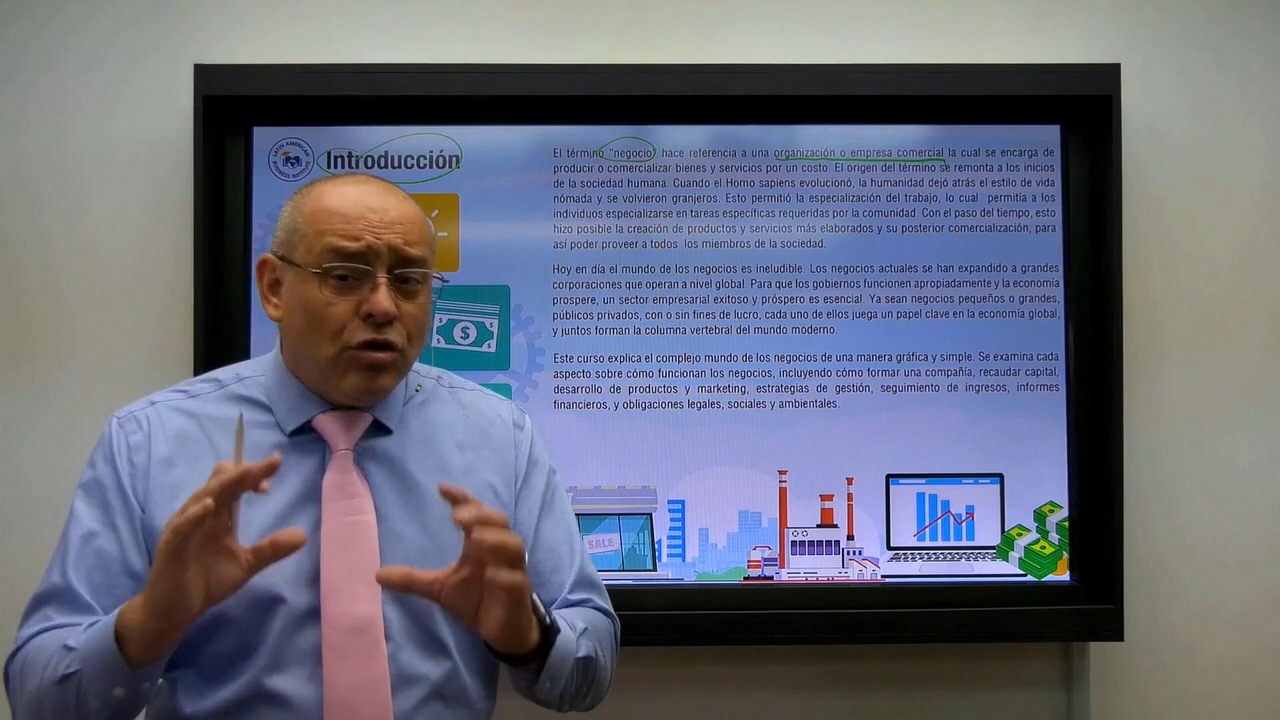 LATIN AMERICAN
BUSINESS INSTITUTE
Introducción
El término "negocio" hace referencia a una organización o empresa comercial la cual se encarga de
producir o comercializar bienes y servicios por un costo. El origen del término se remonta a los inicios
de la sociedad humana. Cuando el Homo sapiens evolucionó, la humanidad dejó atrás el estilo de vida
nómada y se volvieron granjeros. Esto permitió la especialización del trabajo, lo cual permitía a los
individuos especializarse en tareas específicas requeridas por la comunidad. Con el paso del tiempo, esto
hizo posible la creación de productos y servicios más elaborados y su posterior comercialización, para
así poder proveer a todos los miembros de la sociedad.
Hoy en día el mundo de los negocios es ineludible. Los negocios actuales se han expandido a grandes
corporaciones que operan a nivel global. Para que los gobiernos funcionen apropiadamente y la economía
prospere, un sector empresarial exitoso y próspero es esencial. Ya sean negocios pequeños o grandes,
públicos privados, con o sin fines de lucro, cada uno de ellos juega un papel clave en la economía global,
y juntos forman la columna vertebral del mundo moderno.
Este curso explica el complejo mundo de los negocios de una manera gráfica y simple. Se examina cada
aspecto sobre cómo funcionan los negocios, incluyendo cómo formar una compañía, recaudar capital,
desarrollo de productos y marketing, estrategias de gestión, seguimiento de ingresos, informes
financieros, y obligaciones legales, sociales y ambientales.
SALE